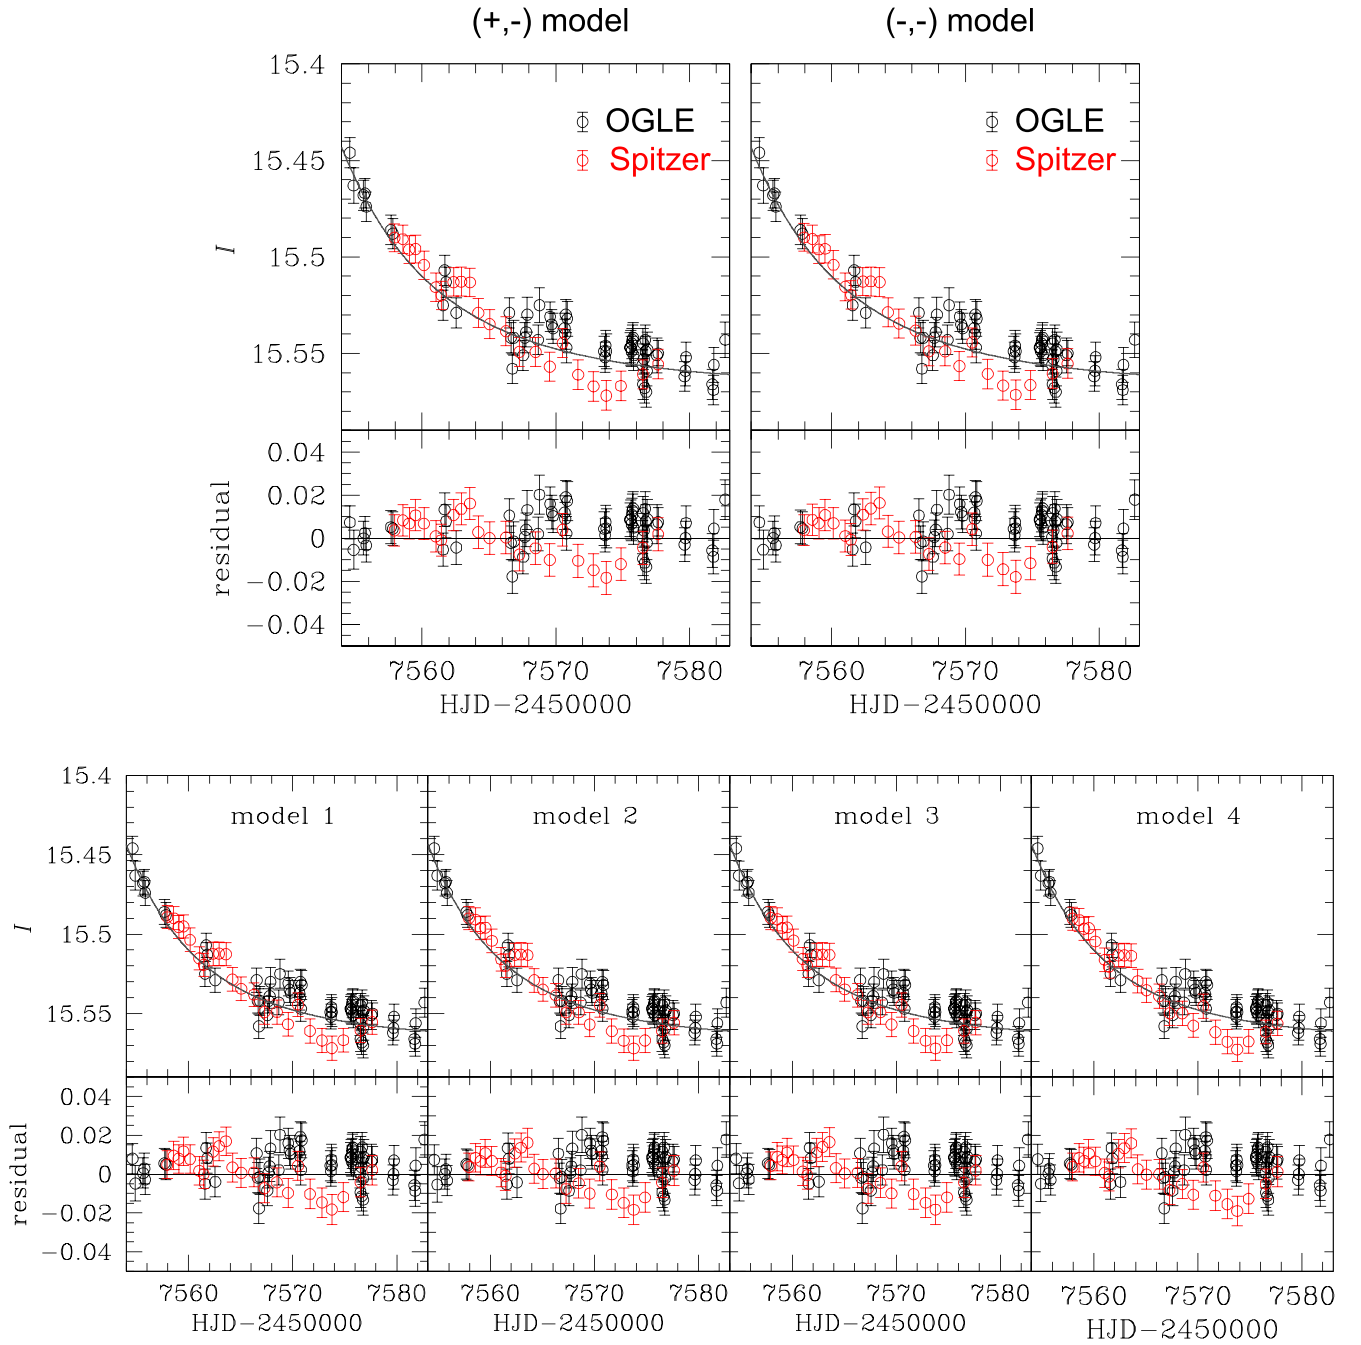 (+,-) model (-,-) model
15.4
OGLE OGLE
15.45 Spitzer Spitzer
I
15.5
15.55
0.04
0.02
residual
0
−0.02
−0.04
7560 7570 7580 7560 7570 7580
HJD−2450000 HJD−2450000
15.4
model 1 model 2 model 3 model 4
15.45
I
15.5
15.55
0.04
0.02
residual
0
−0.02
−0.04
7560 7570 7580 7560 7570 7580 7560 7570 7580 7560 7570 7580
HJD−2450000 HJD−2450000 HJD−2450000 HJD−2450000